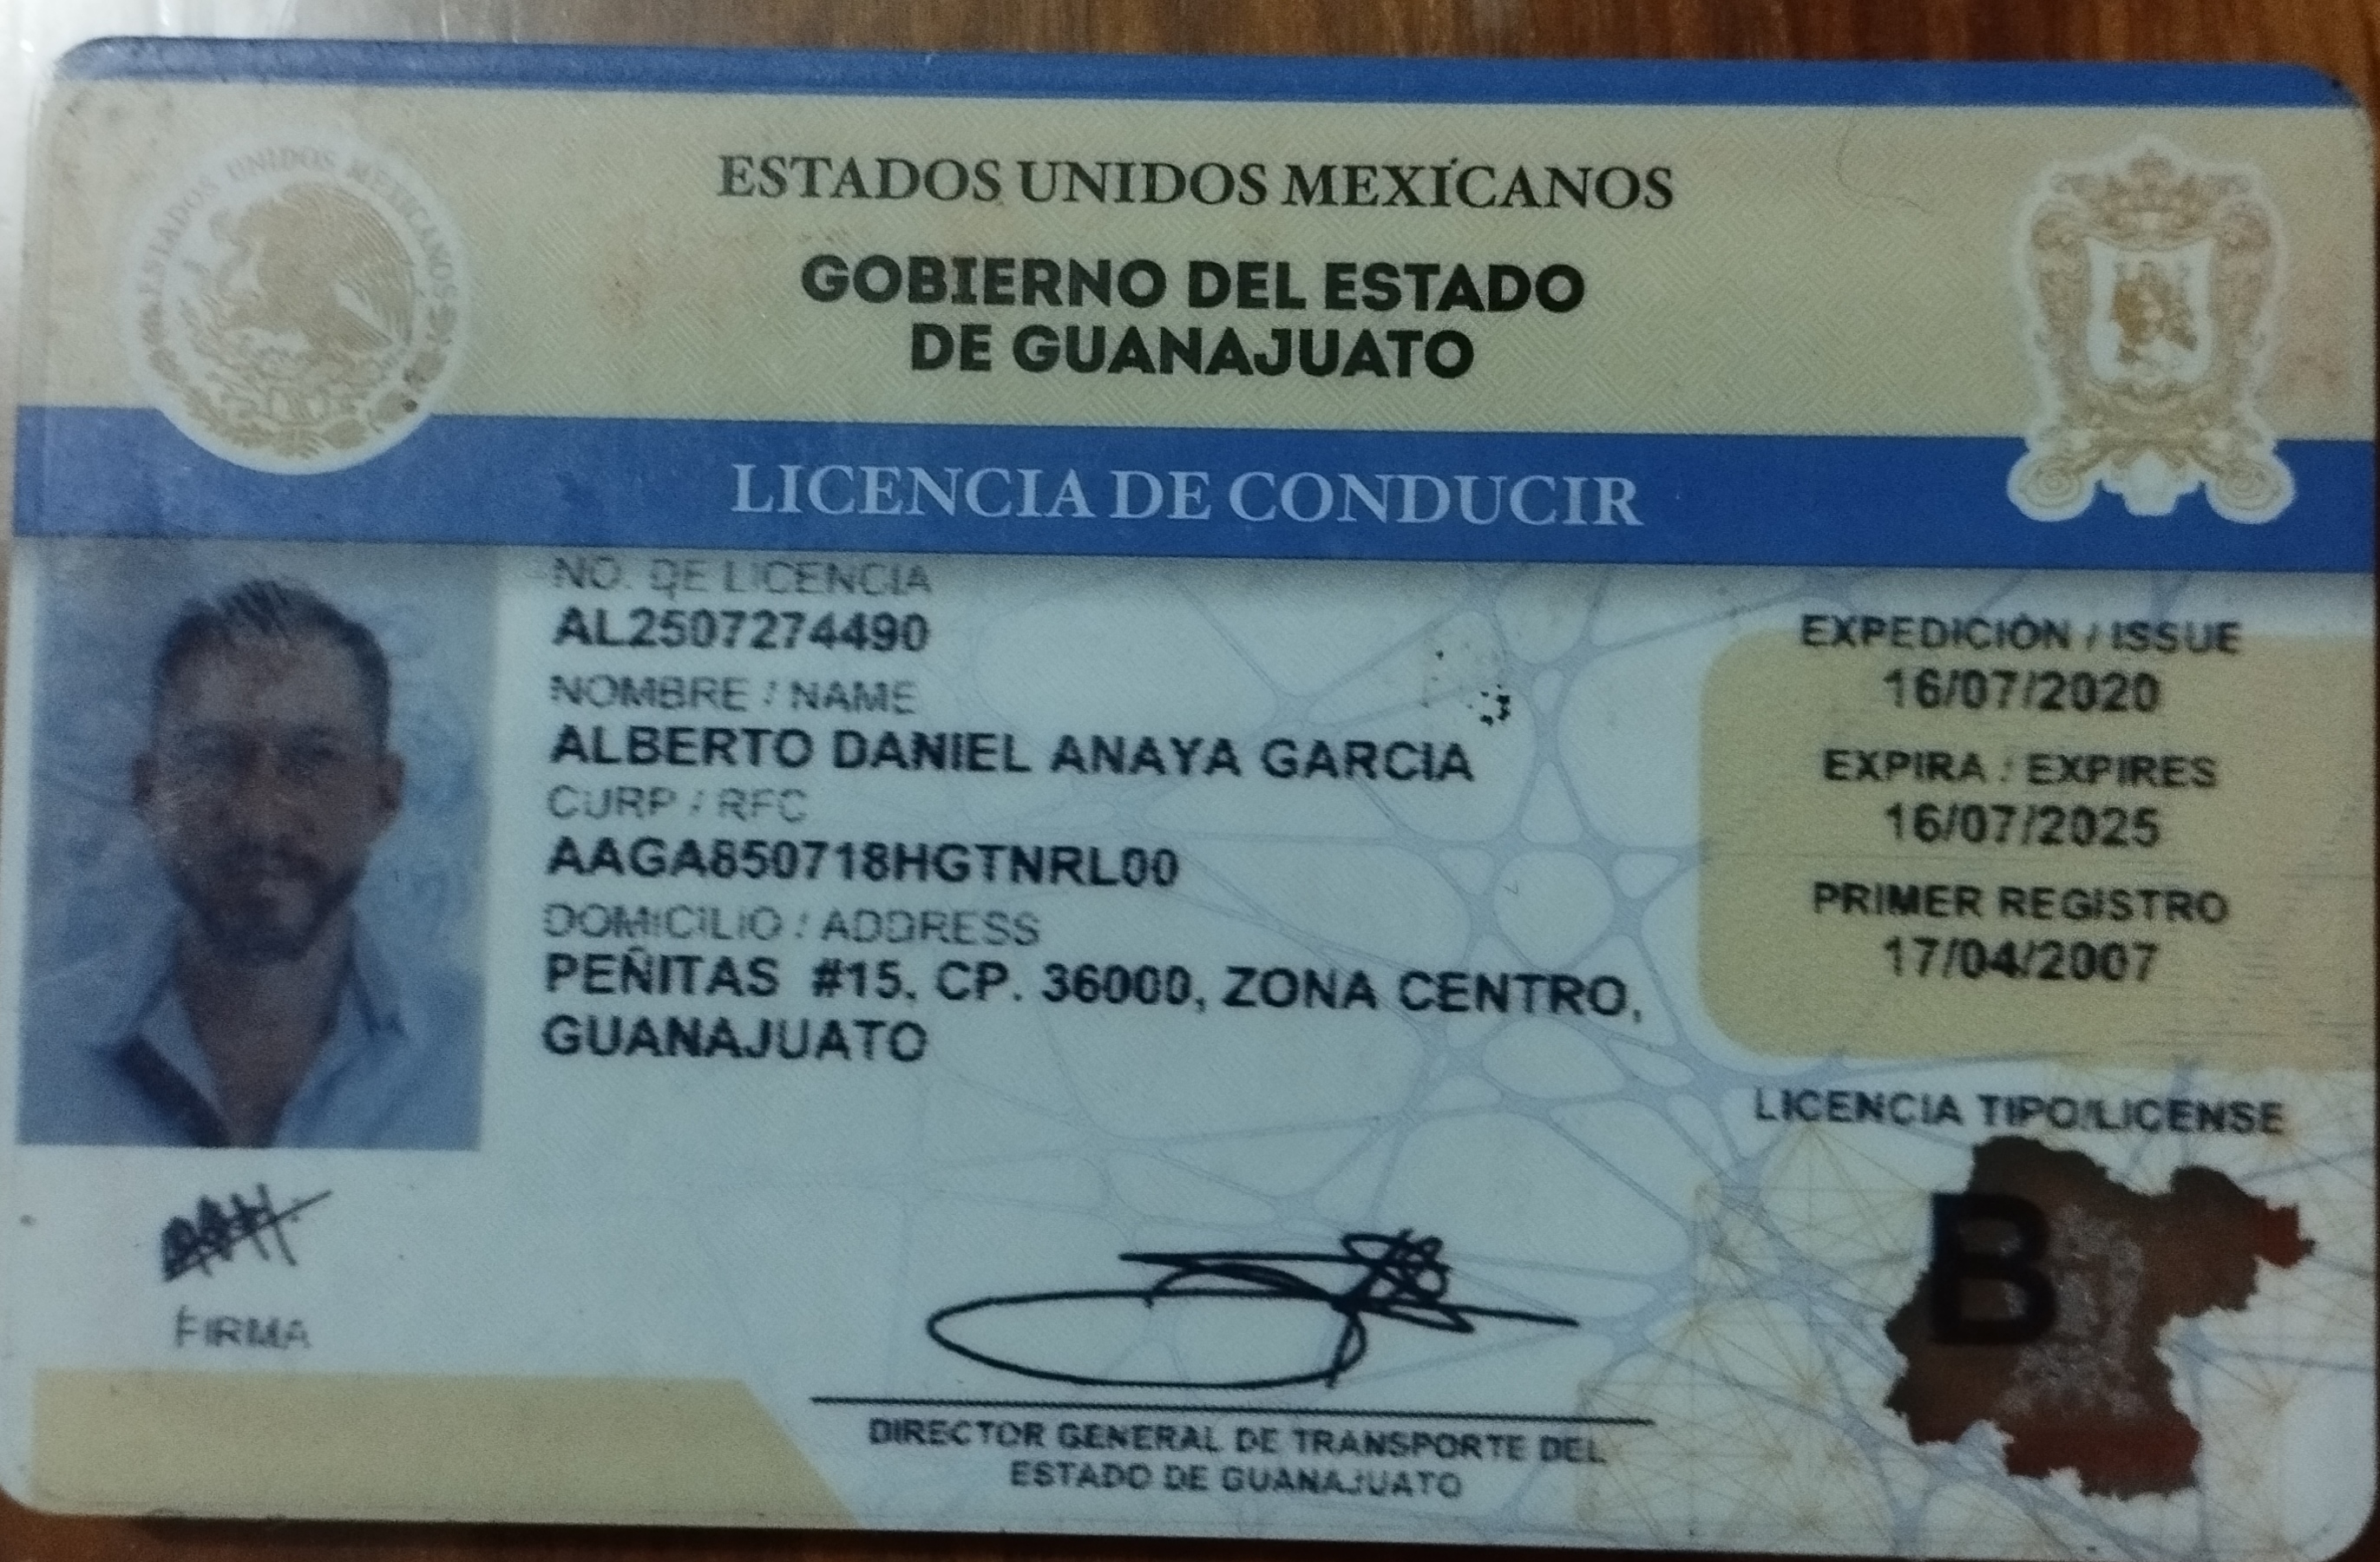 ESTADOS UNIDOS MEXICANOS
ESTADOS UNIDOS MEXICANOS
GOBIERNO DEL ESTADO
DE GUANAJUATO
LICENCIA DE CONDUCIR
NO. DE LICENCIA
AL2507274490
NOMBRE / NAME
ALBERTO DANIEL ANAYA GARCIA
CURP / RFC
AAGA850718HGTNRL00
DOMICILIO / ADDRESS
PEÑITAS #15. CP. 36000, ZONA CENTRO,
GUANAJUATO
EXPEDICIÓN / ISSUE
16/07/2020
EXPIRA / EXPIRES
16/07/2025
PRIMER REGISTRO
17/04/2007
LICENCIA TIPO/LICENSE
B
FIRMA
DIRECTOR GENERAL DE TRANSPORTE DEL
ESTADO DE GUANAJUATO